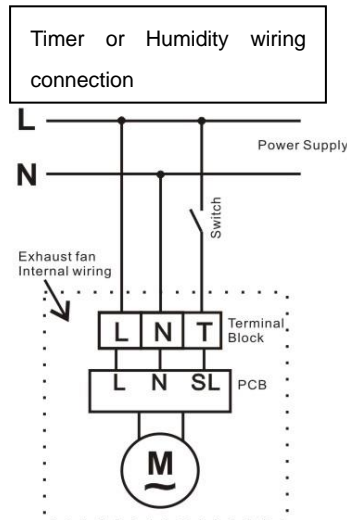 Timer or Humidity wiring
connection
L
Power Supply
N
Switch
Exhaust fan
Internal wiring
L N T
Terminal
Block
L N SL
PCB
M
~